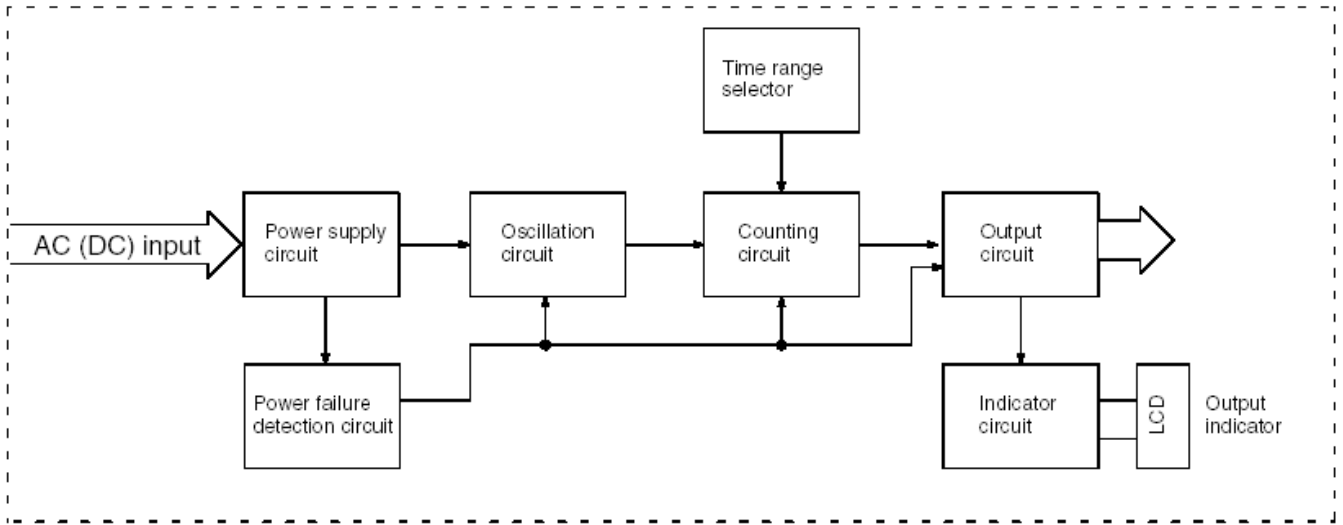 Time range
selector
AC (DC) input
Power supply
circuit
Oscillation
circuit
Counting
circuit
Output
circuit
Power failure
detection circuit
Indicator
circuit
LCD
Output
indicator